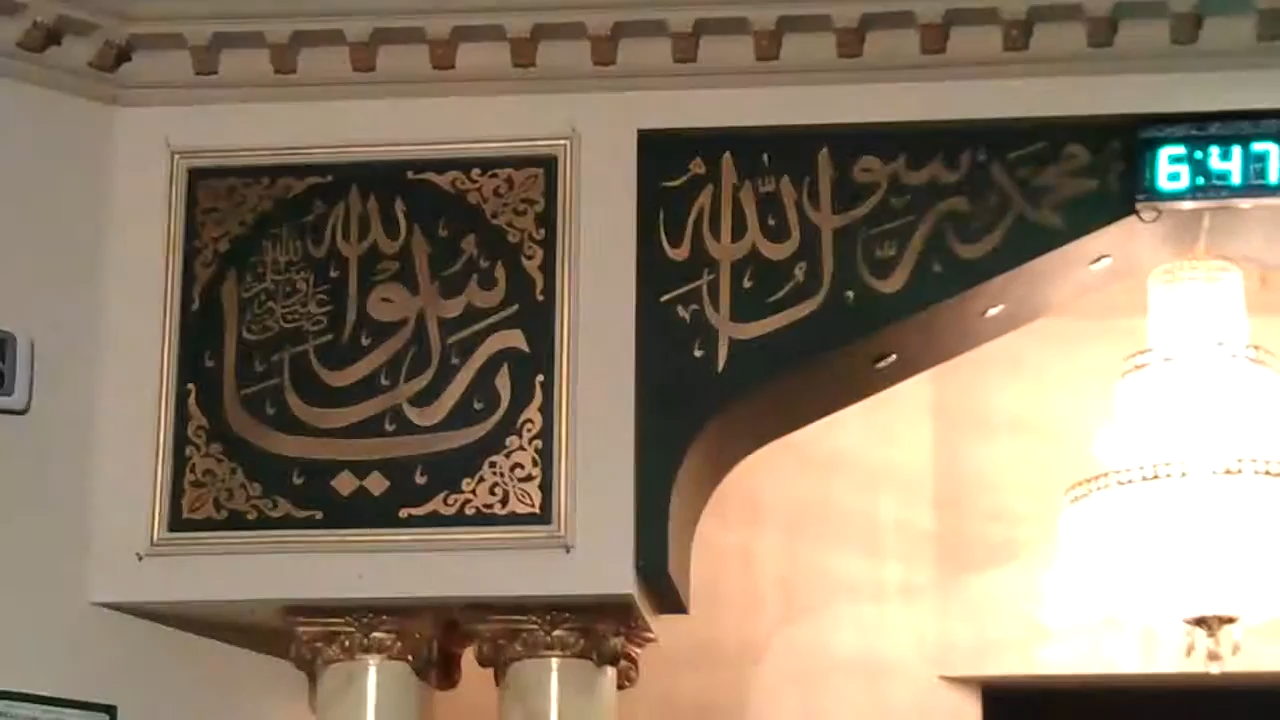 يا رسول الله
صلى الله عليه وسلم
محمد رسول الله
6:47